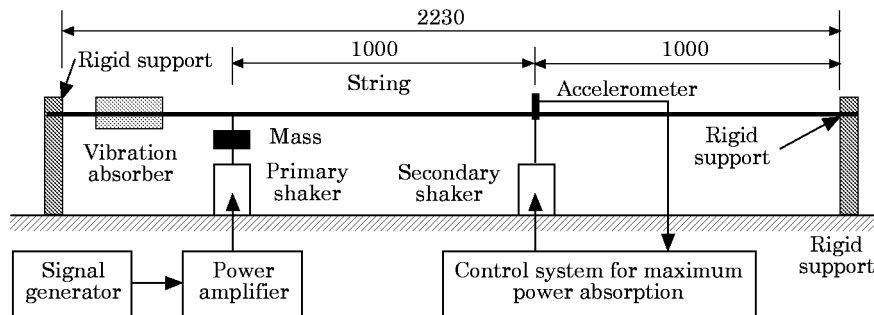 2230
Rigid support
1000
1000
String
Accelerometer
Mass
Rigid
support
Vibration
absorber
Primary
shaker
Secondary
shaker
Rigid
support
Signal
generator
Power
amplifier
Control system for maximum
power absorption